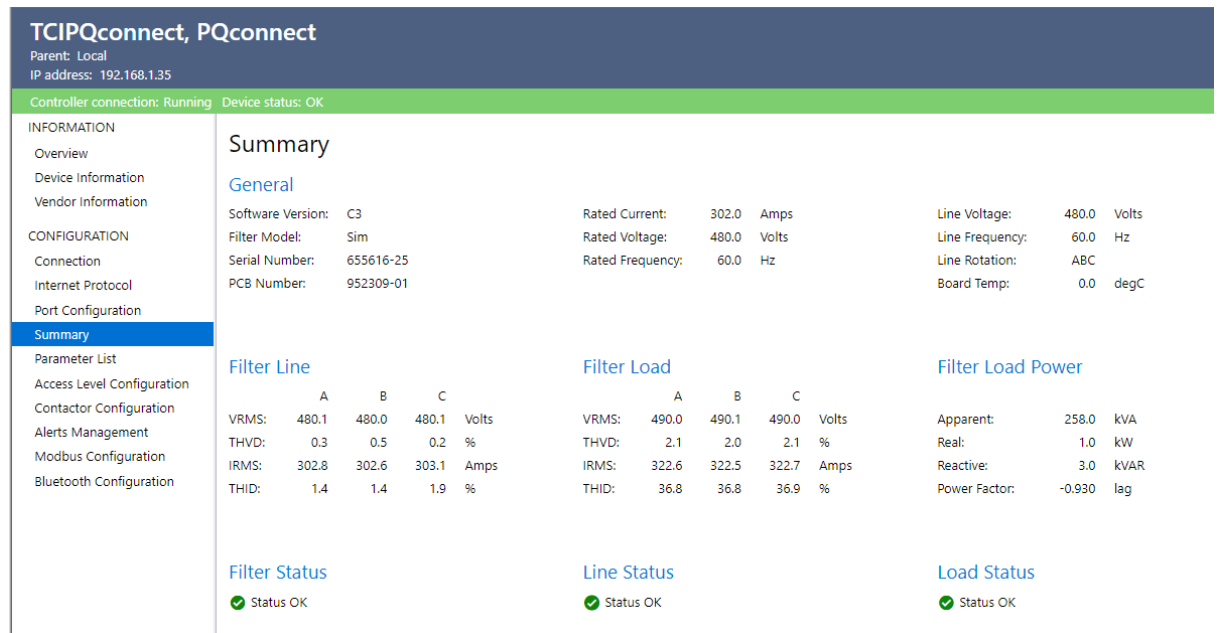 TCIPQconnect, PQconnect
Parent: Local
IP address: 192.168.1.35
Controller connection: Running Device status: OK
INFORMATION
Overview
Device Information
Vendor Information
CONFIGURATION
Connection
Internet Protocol
Port Configuration
Summary
Parameter List
Access Level Configuration
Contactor Configuration
Alerts Management
Modbus Configuration
Bluetooth Configuration
Summary
General
Software Version: C3 Rated Current: 302.0 Amps Line Voltage: 480.0 Volts
Filter Model: Sim Rated Voltage: 480.0 Volts Line Frequency: 60.0 Hz
Serial Number: 655616-25 Rated Frequency: 60.0 Hz Line Rotation: ABC
PCB Number: 952309-01 Board Temp: 0.0 degC
Filter Line Filter Load Filter Load Power
A B C A B C
VRMS: 480.1 480.0 480.1 Volts VRMS: 490.0 490.1 490.0 Volts Apparent: 258.0 kVA
THVD: 0.3 0.5 0.2 % THVD: 2.1 2.0 2.1 % Real: 1.0 kW
IRMS: 302.8 302.6 303.1 Amps IRMS: 322.6 322.5 322.7 Amps Reactive: 3.0 kVAR
THID: 1.4 1.4 1.9 % THID: 36.8 36.8 36.9 % Power Factor: -0.930 lag
Filter Status Line Status Load Status
Status OK Status OK Status OK